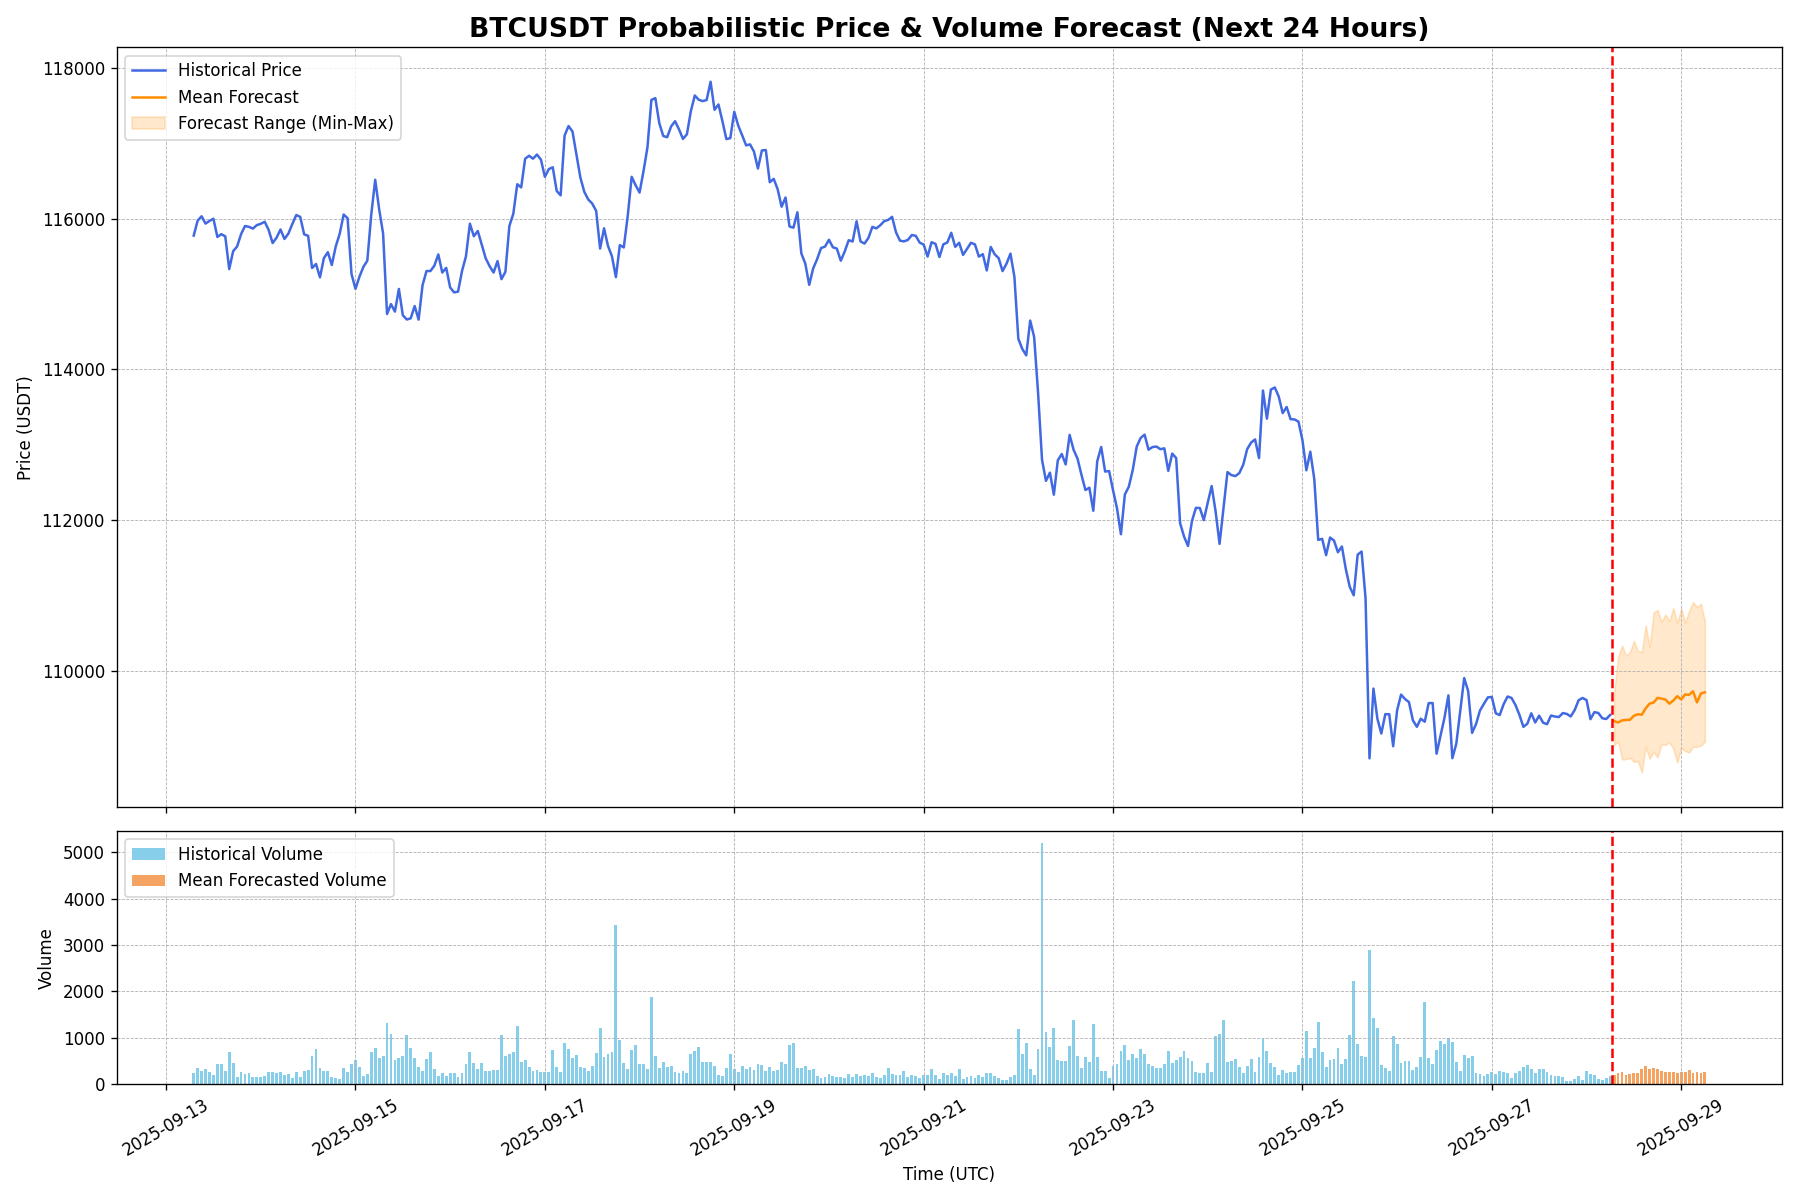 BTCUSDT Probabilistic Price & Volume Forecast (Next 24 Hours)
Historical Price
Mean Forecast
Forecast Range (Min-Max)
118000
116000
114000
112000
110000
Price (USDT)
Historical Volume
Mean Forecasted Volume
5000
4000
3000
2000
1000
0
Volume
2025-09-13
2025-09-15
2025-09-17
2025-09-19
2025-09-21
2025-09-23
2025-09-25
2025-09-27
2025-09-29
Time (UTC)